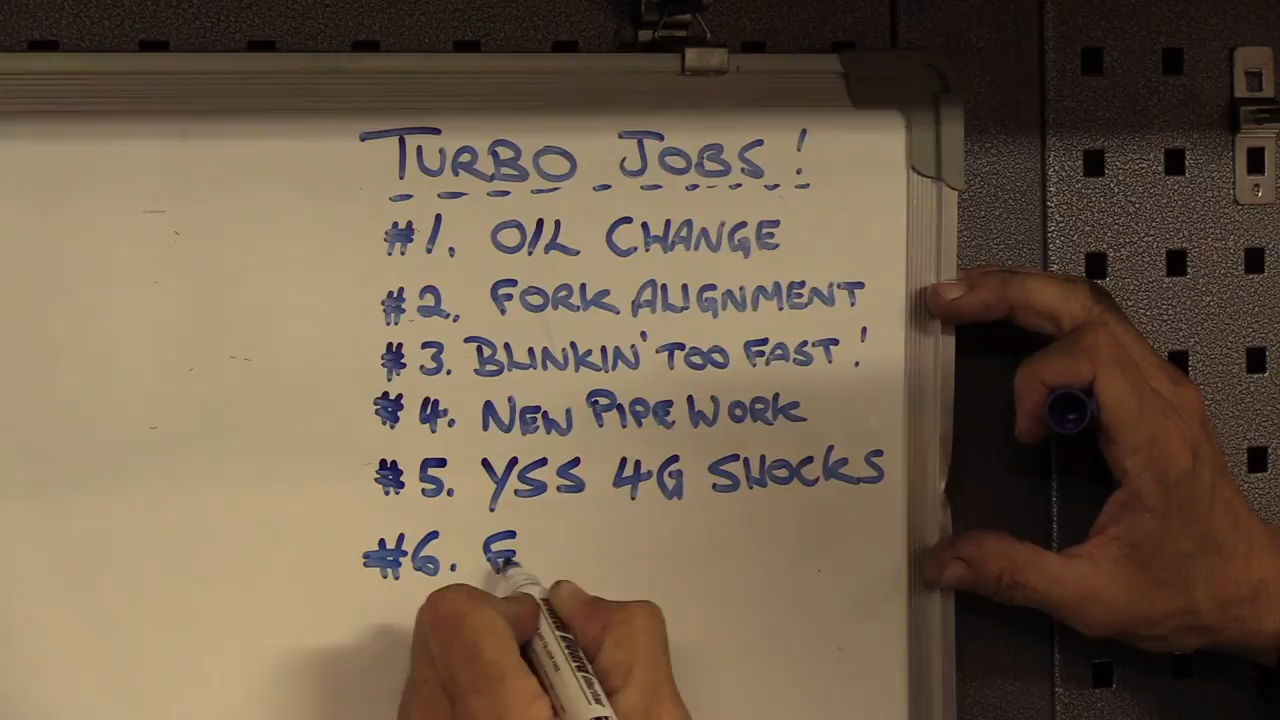 TURBO JOBS!
#1. OIL CHANGE
#2. FORK ALIGNMENT
#3. BLINKIN' TOO FAST!
#4. NEW PIPE WORK
#5. YSS 4G SHOCKS
#6.